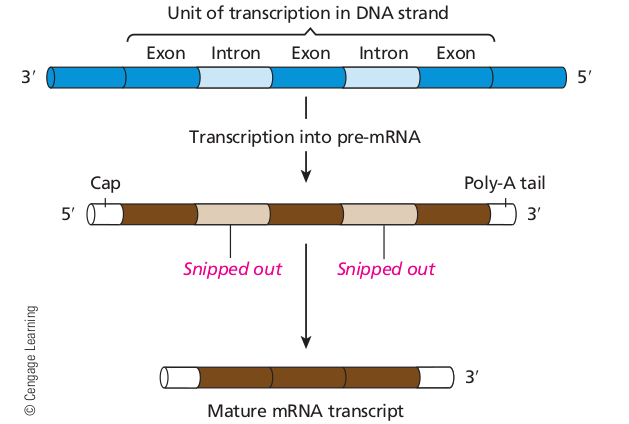 Unit of transcription in DNA strand
Exon Intron Exon Intron Exon
3′ 5′
Transcription into pre-mRNA
Cap Poly-A tail
5′ 3′
Snipped out Snipped out
3′
Mature mRNA transcript
© Cengage Learning